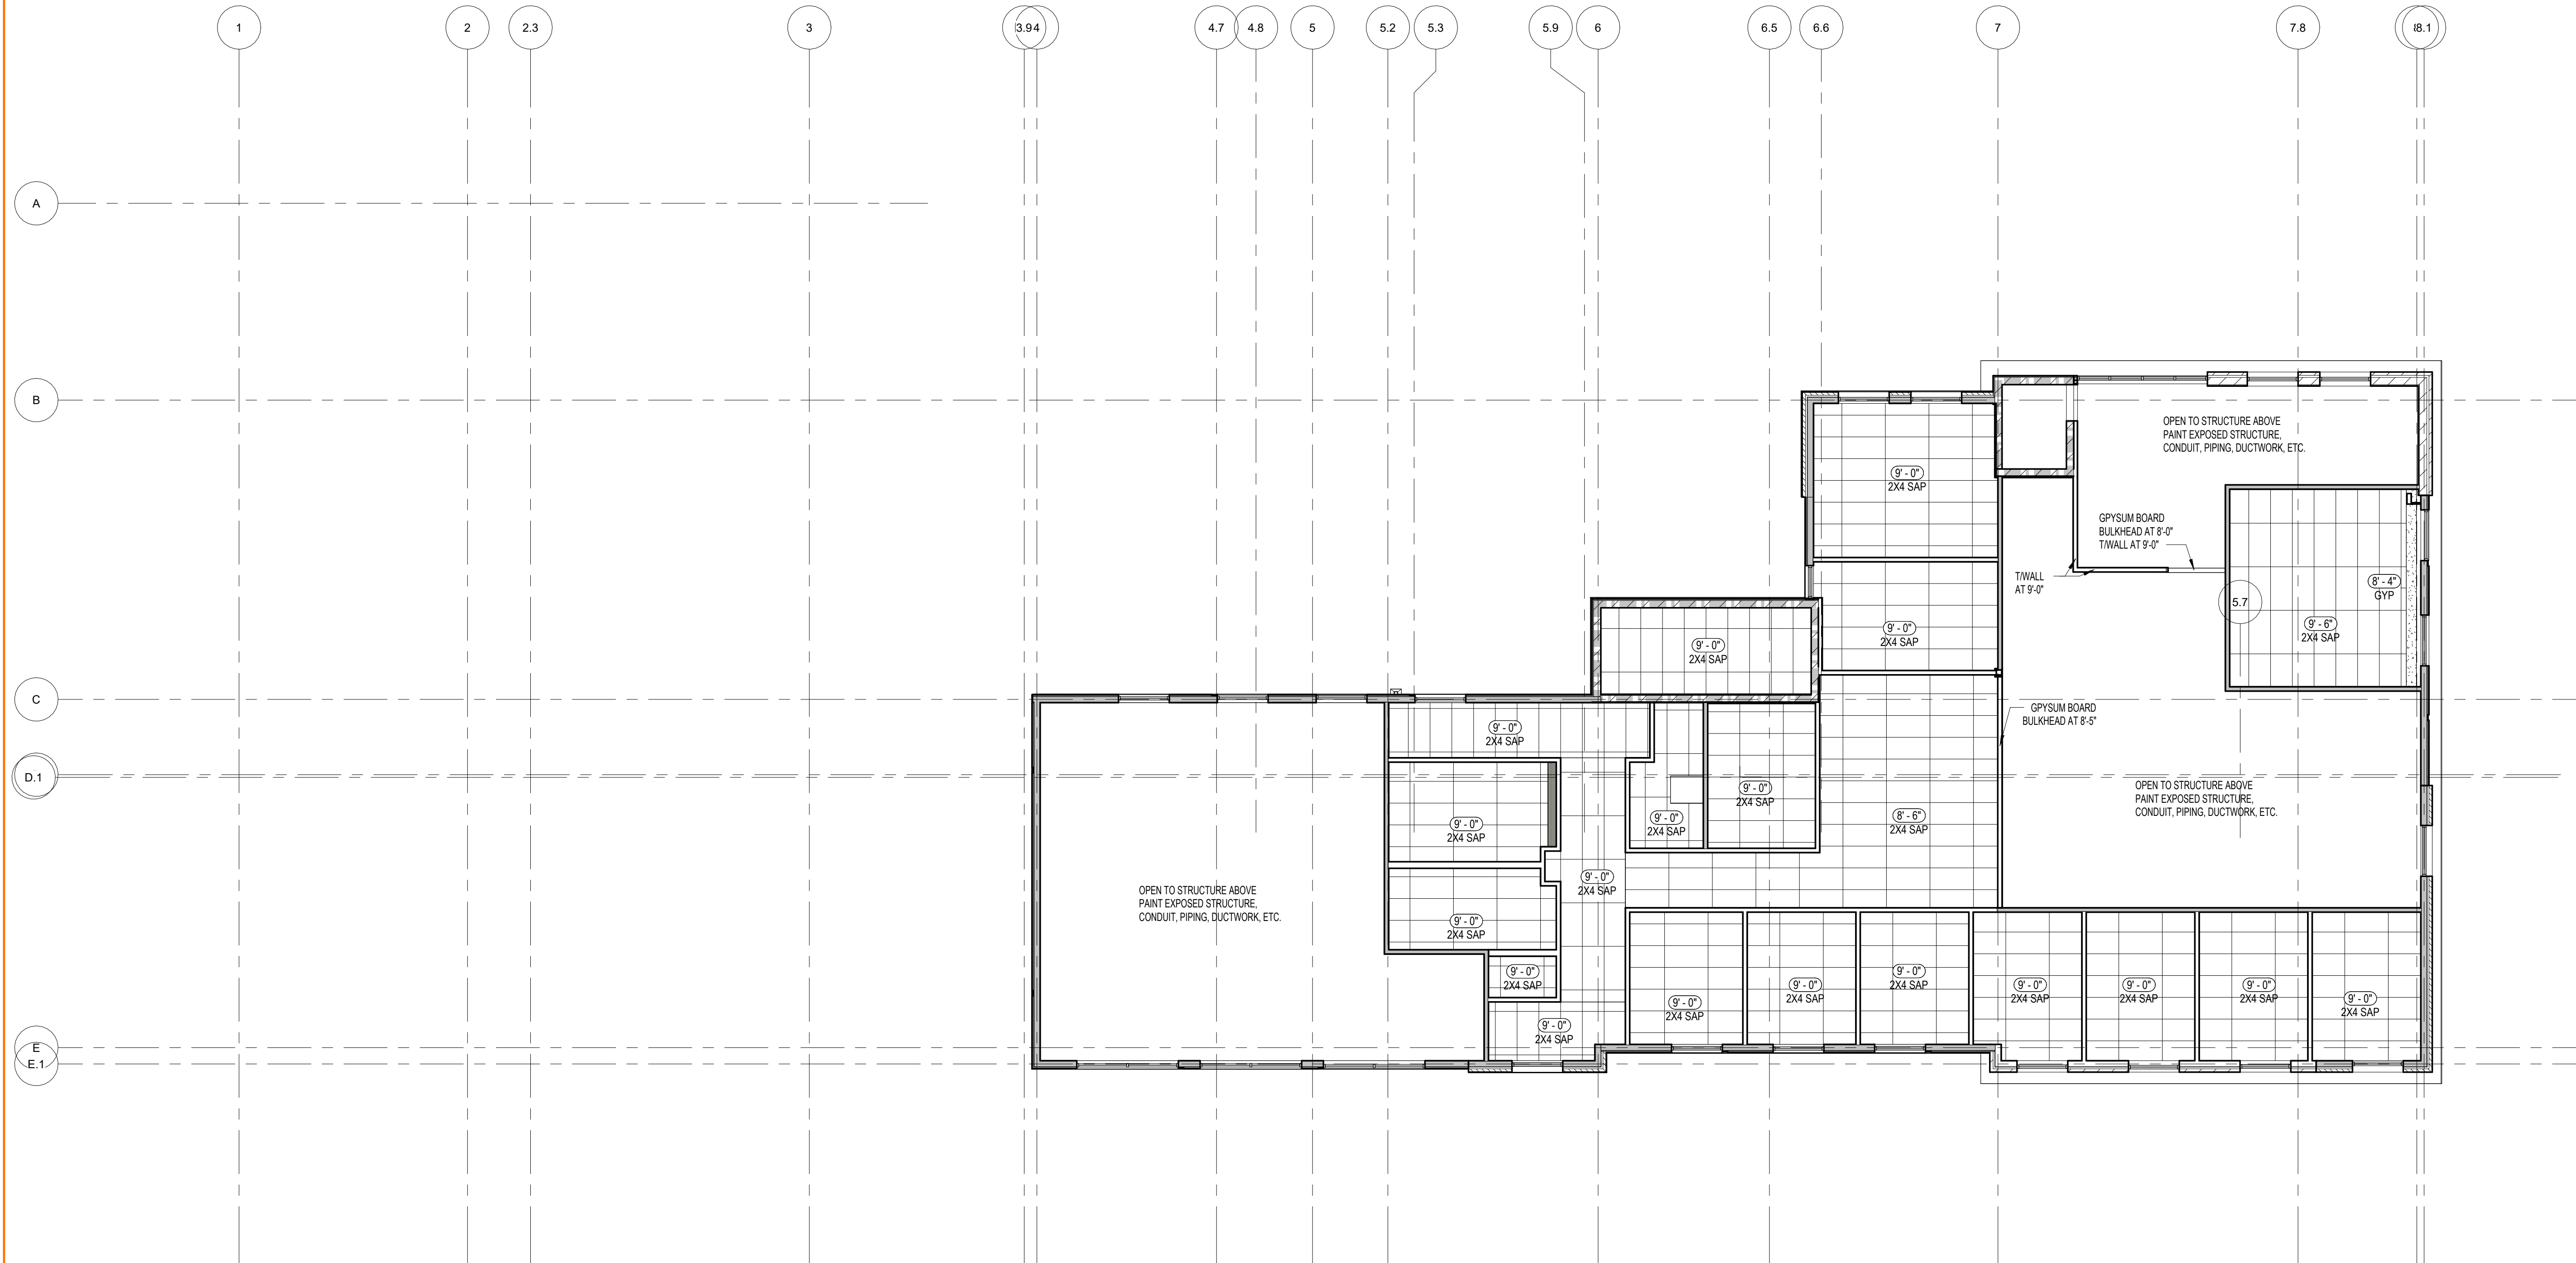 1
2
2.3
3
3.9
4
4.7
4.8
5
5.2
5.3
5.9
6
6.5
6.6
7
7.8
8.1
A
B
C
D.1
E
E.1
OPEN TO STRUCTURE ABOVE
PAINT EXPOSED STRUCTURE,
CONDUIT, PIPING, DUCTWORK, ETC.
9' - 0"
2X4 SAP
GPYSUM BOARD
BULKHEAD AT 8'-0"
T/WALL AT 9'-0"
T/WALL
AT 9'-0"
8' - 4"
GYP
5.7
9' - 6"
2X4 SAP
9' - 0"
2X4 SAP
9' - 0"
2X4 SAP
GPYSUM BOARD
BULKHEAD AT 8'-5"
9' - 0"
2X4 SAP
9' - 0"
2X4 SAP
9' - 0"
2X4 SAP
9' - 0"
2X4 SAP
8' - 6"
2X4 SAP
OPEN TO STRUCTURE ABOVE
PAINT EXPOSED STRUCTURE,
CONDUIT, PIPING, DUCTWORK, ETC.
OPEN TO STRUCTURE ABOVE
PAINT EXPOSED STRUCTURE,
CONDUIT, PIPING, DUCTWORK, ETC.
9' - 0"
2X4 SAP
9' - 0"
2X4 SAP
9' - 0"
2X4 SAP
9' - 0"
2X4 SAP
9' - 0"
2X4 SAP
9' - 0"
2X4 SAP
9' - 0"
2X4 SAP
9' - 0"
2X4 SAP
9' - 0"
2X4 SAP
9' - 0"
2X4 SAP
9' - 0"
2X4 SAP